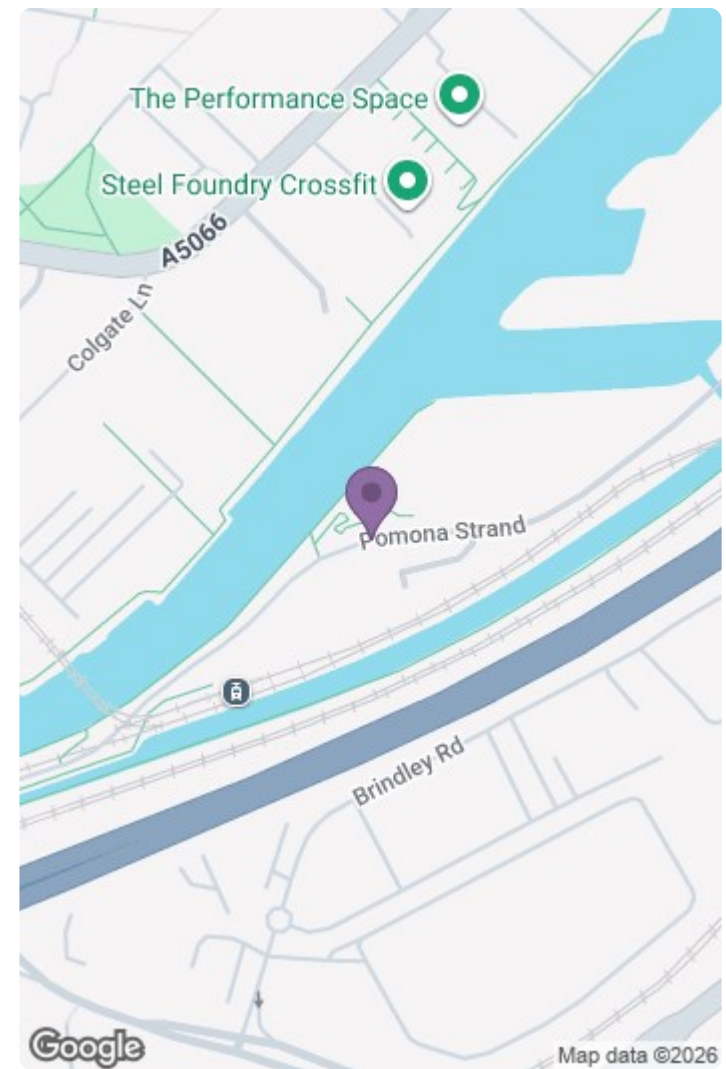 The Performance Space
Steel Foundry Crossfit
A5066
Colgate Ln
Pomona Strand
Brindley Rd
Google
Map data ©2026